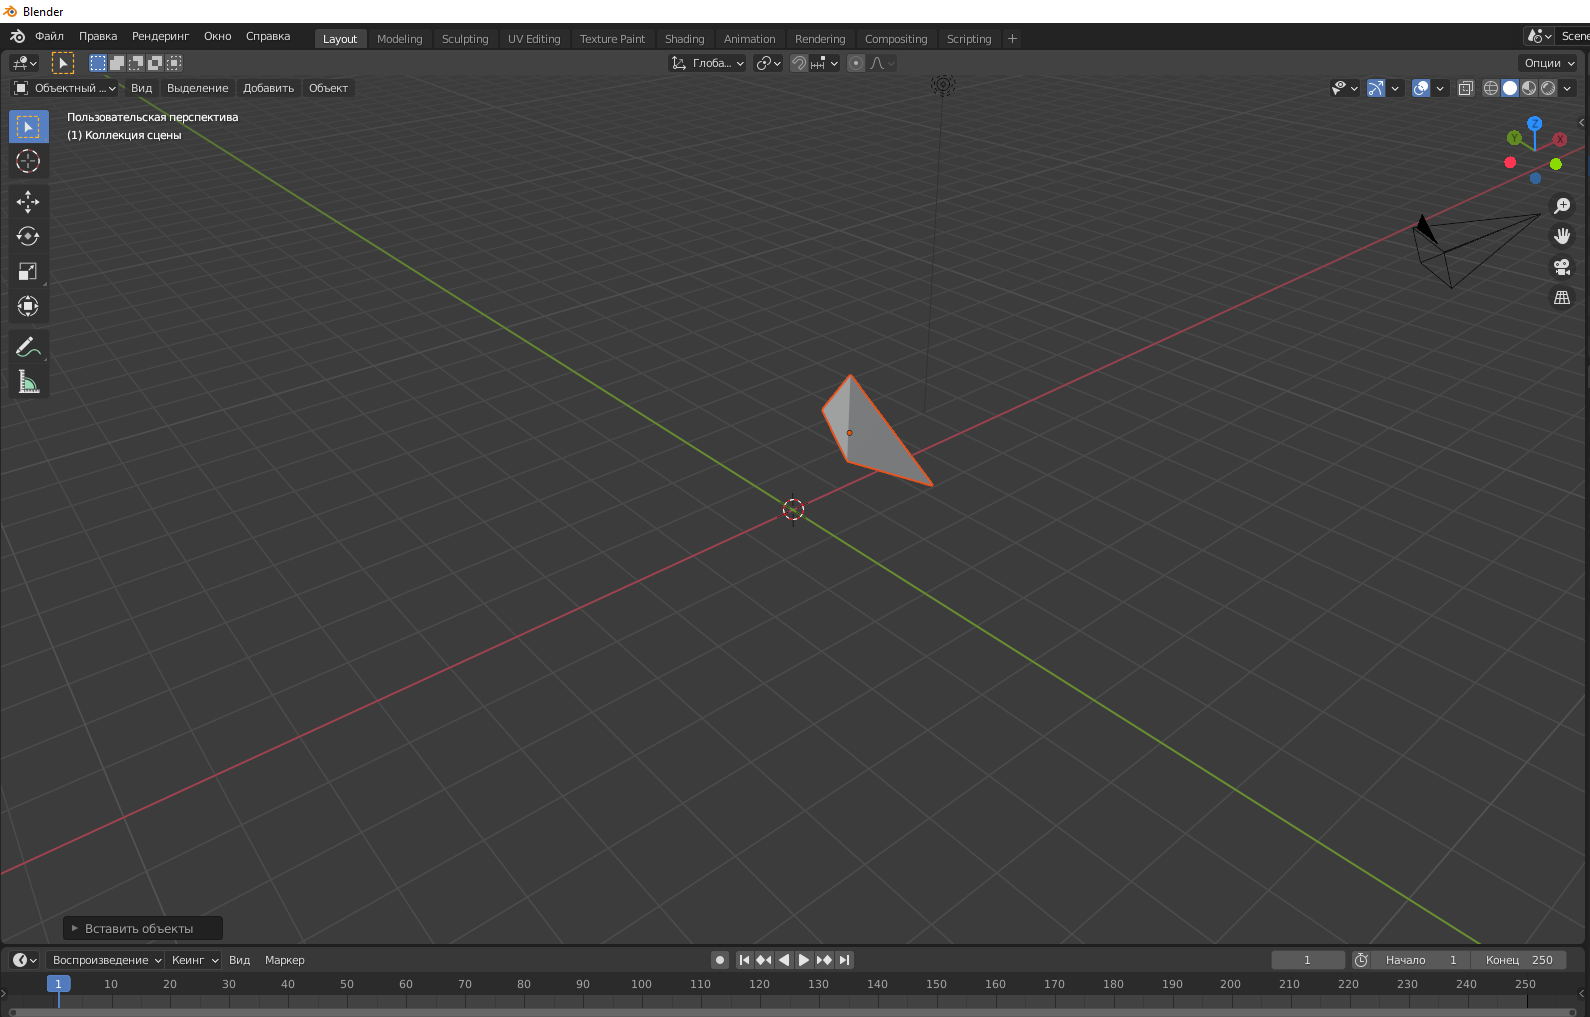 Blender
Файл Правка Рендеринг Окно Справка Layout Modeling Sculpting UV Editing Texture Paint Shading Animation Rendering Compositing Scripting + Scene
Глоба... Опции
Объектный ... Вид Выделение Добавить Объект
Пользовательская перспектива
(1) Коллекция сцены
Z
Y X
Вставить объекты
Воспроизведение Кеинг Вид Маркер 1 Начало 1 Конец 250
1 10 20 30 40 50 60 70 80 90 100 110 120 130 140 150 160 170 180 190 200 210 220 230 240 250